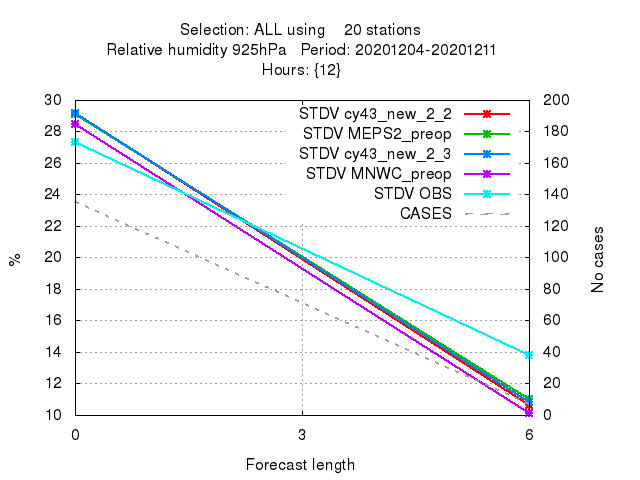 Selection: ALL using    20 stations
Relative humidity 925hPa   Period: 20201204-20201211
Hours: {12}
30
28
26
24
22
20
18
16
14
12
10
200
180
160
140
120
100
80
60
40
20
0
STDV cy43_new_2_2
STDV MEPS2_preop
STDV cy43_new_2_3
STDV MNWC_preop
STDV OBS
CASES
%
No cases
0
3
6
Forecast length